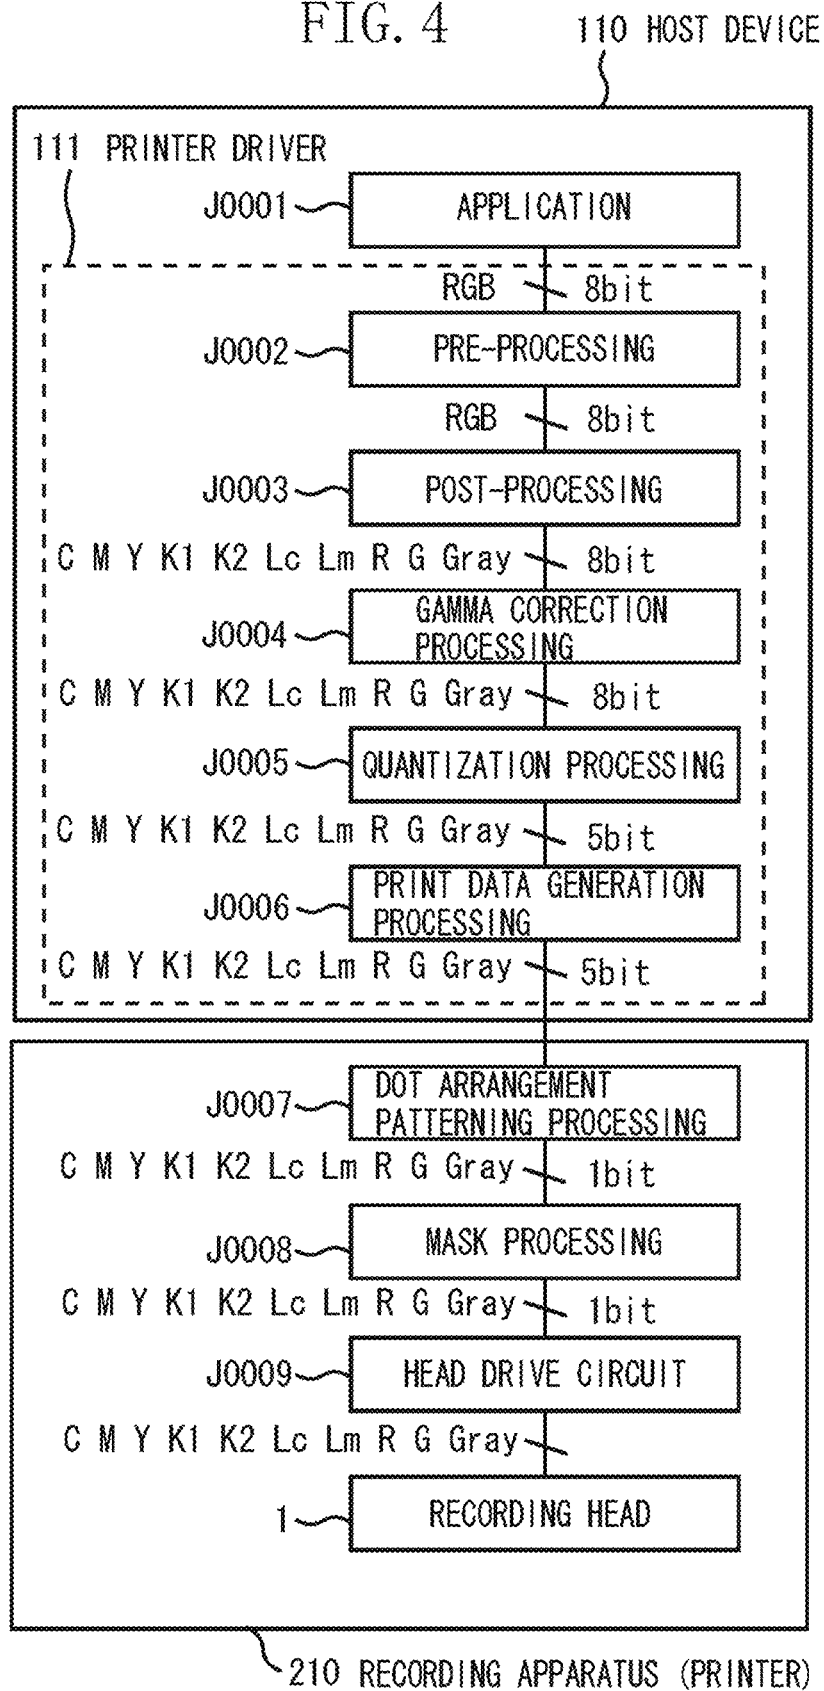 FIG. 4
110 HOST DEVICE
111 PRINTER DRIVER
J0001 APPLICATION
RGB 8bit
J0002 PRE-PROCESSING
RGB 8bit
J0003 POST-PROCESSING
C M Y K1 K2 Lc Lm R G Gray 8bit
J0004 GAMMA CORRECTION
PROCESSING
C M Y K1 K2 Lc Lm R G Gray 8bit
J0005 QUANTIZATION PROCESSING
C M Y K1 K2 Lc Lm R G Gray 5bit
J0006 PRINT DATA GENERATION
PROCESSING
C M Y K1 K2 Lc Lm R G Gray 5bit
J0007 DOT ARRANGEMENT
PATTERNING PROCESSING
C M Y K1 K2 Lc Lm R G Gray 1bit
J0008 MASK PROCESSING
C M Y K1 K2 Lc Lm R G Gray 1bit
J0009 HEAD DRIVE CIRCUIT
C M Y K1 K2 Lc Lm R G Gray
1 RECORDING HEAD
210 RECORDING APPARATUS (PRINTER)